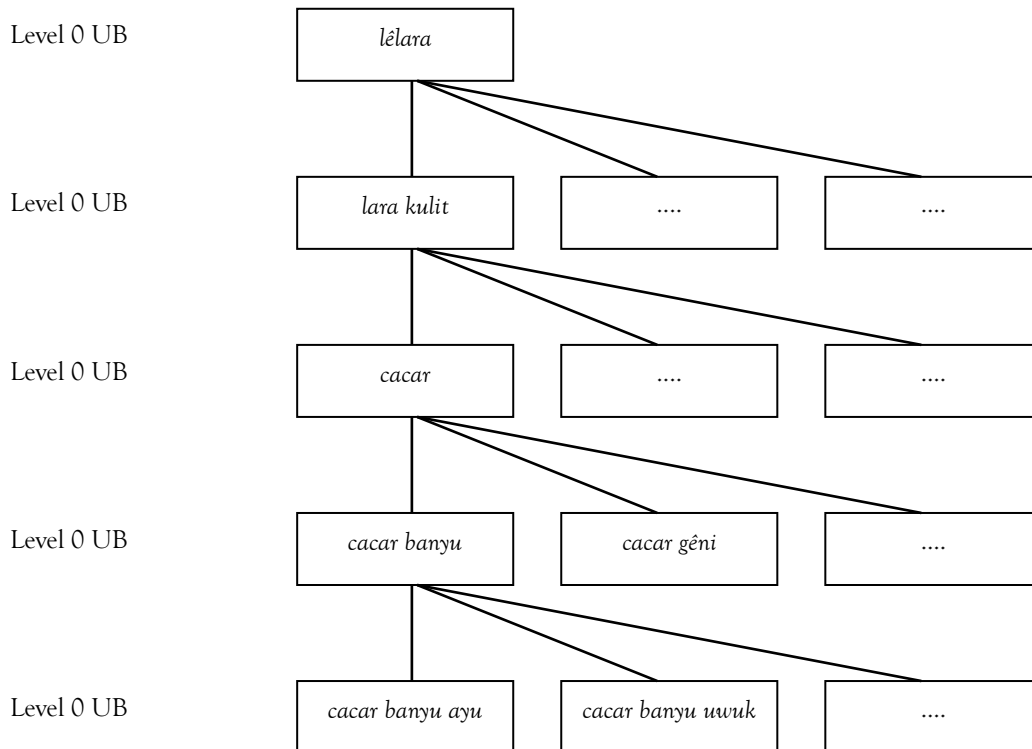 Level 0 UB lêlara
Level 0 UB lara kulit .... ....
Level 0 UB cacar .... ....
Level 0 UB cacar banyu cacar gêni ....
Level 0 UB cacar banyu ayu cacar banyu uwuk ....